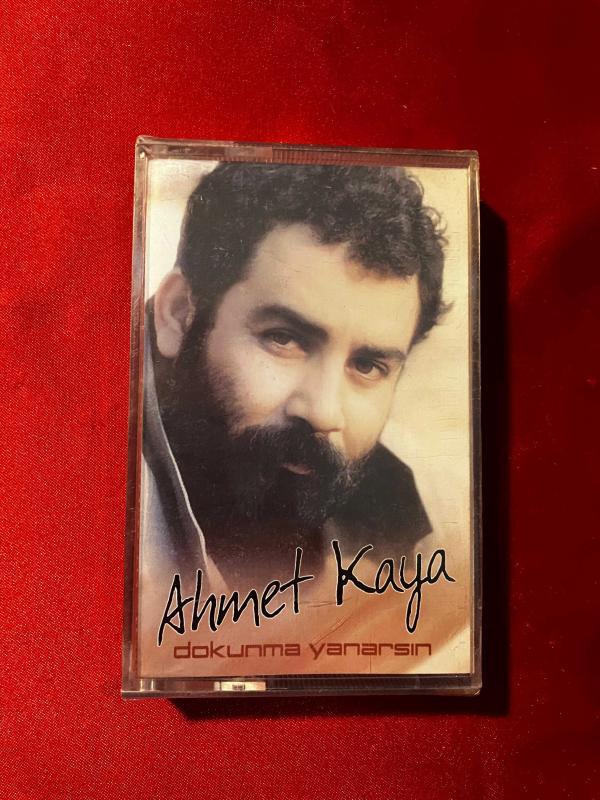 Ahmet Kaya
dokunma yanarsın